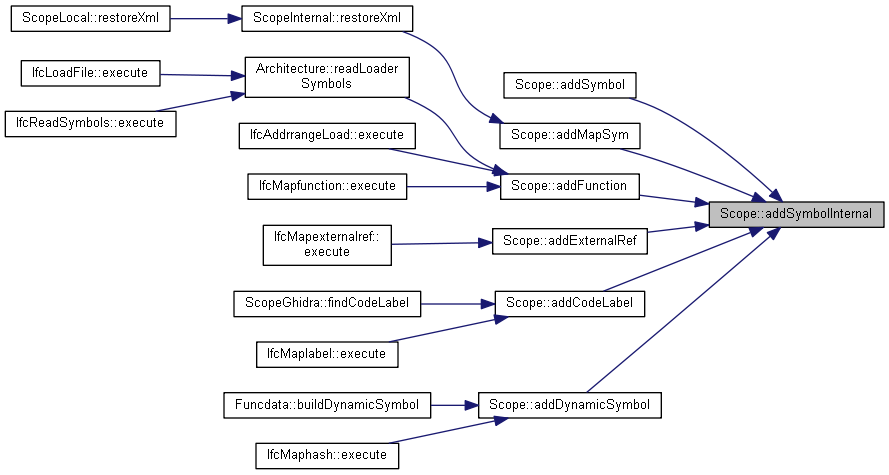 ScopeLocal::restoreXml
ScopeInternal::restoreXml
IfcLoadFile::execute
Architecture::readLoader
Symbols
Scope::addSymbol
IfcReadSymbols::execute
IfcAddrrangeLoad::execute
Scope::addMapSym
IfcMapfunction::execute
Scope::addFunction
Scope::addSymbolInternal
IfcMapexternalref::
execute
Scope::addExternalRef
ScopeGhidra::findCodeLabel
Scope::addCodeLabel
IfcMaplabel::execute
Funcdata::buildDynamicSymbol
Scope::addDynamicSymbol
IfcMaphash::execute